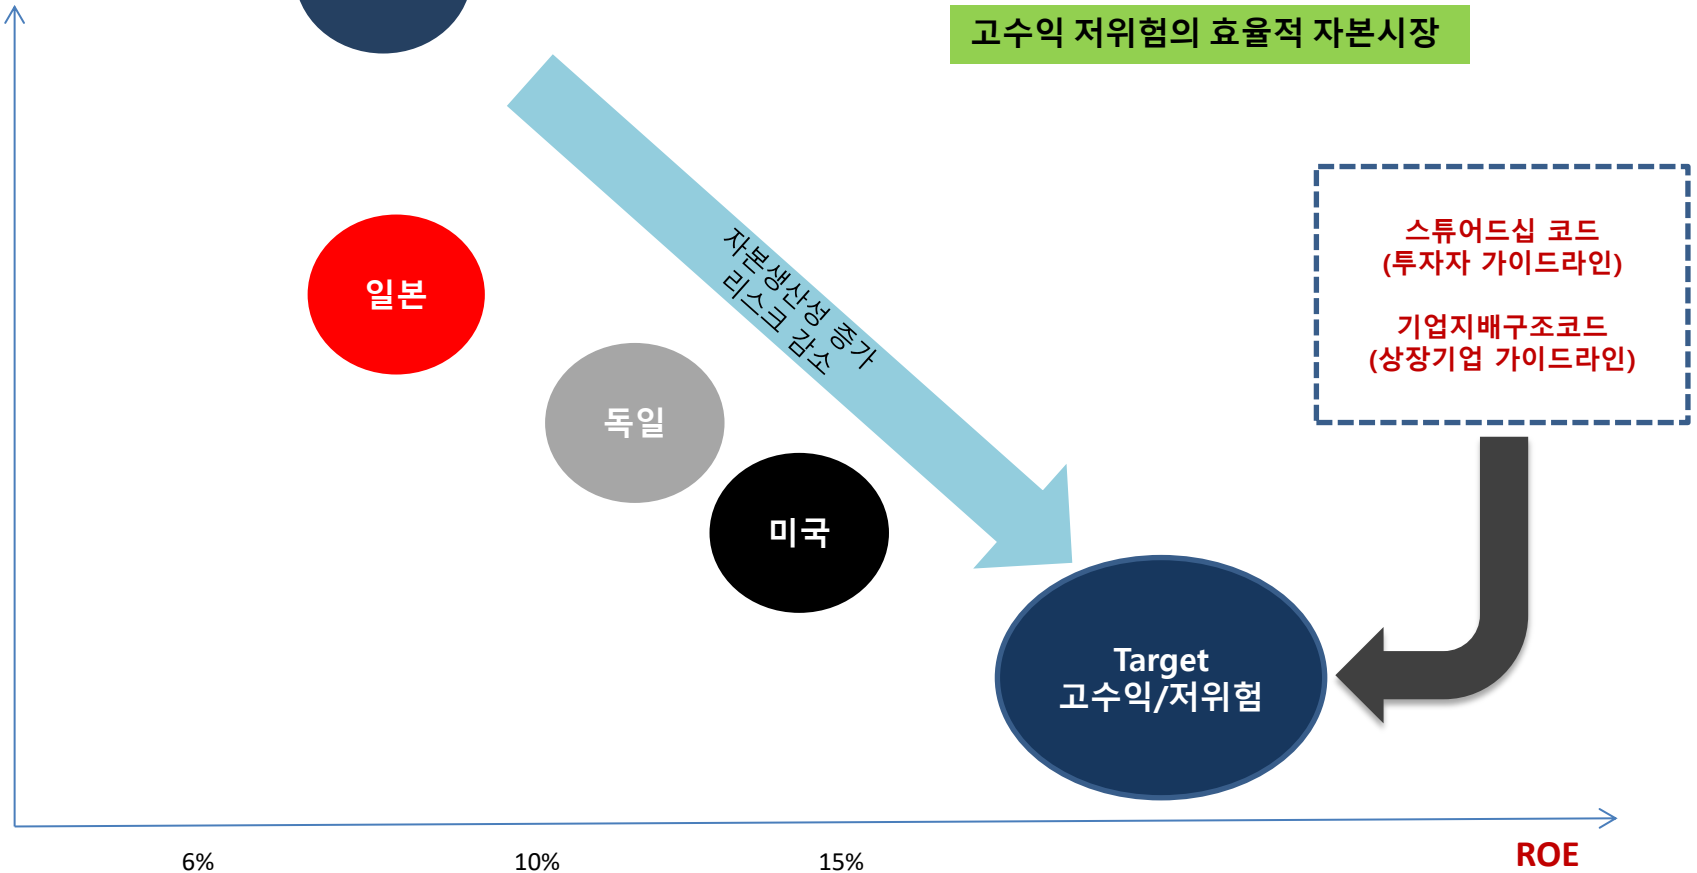 고수익 저위험의 효율적 자본시장
스튜어드십 코드
(투자자 가이드라인)
기업지배구조코드
(상장기업 가이드라인)
자본생산성 증가
리스크 감소
일본
독일
미국
Target
고수익/저위험
6%
10%
15%
ROE